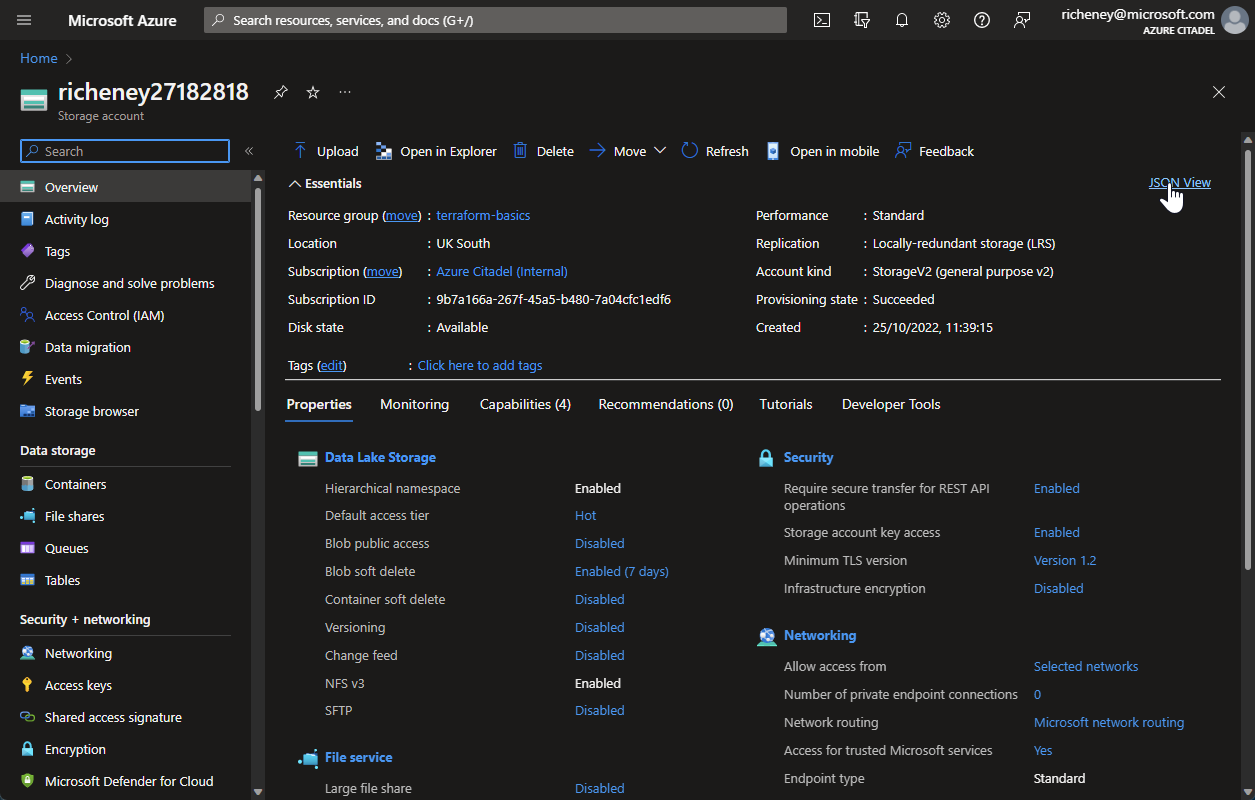 Microsoft Azure
Search resources, services, and docs (G+/)
richeney@microsoft.com
AZURE CITADEL
Home
richeney27182818
Storage account
Search
Upload Open in Explorer Delete Move Refresh Open in mobile Feedback
Overview
Activity log
Tags
Diagnose and solve problems
Access Control (IAM)
Data migration
Events
Storage browser
Data storage
Containers
File shares
Queues
Tables
Security + networking
Networking
Access keys
Shared access signature
Encryption
Microsoft Defender for Cloud
Essentials
JSON View
Resource group (move) : terraform-basics
Location : UK South
Subscription (move) : Azure Citadel (Internal)
Subscription ID : 9b7a166a-267f-45a5-b480-7a04cfc1edf6
Disk state : Available
Performance : Standard
Replication : Locally-redundant storage (LRS)
Account kind : StorageV2 (general purpose v2)
Provisioning state : Succeeded
Created : 25/10/2022, 11:39:15
Tags (edit) : Click here to add tags
Properties Monitoring Capabilities (4) Recommendations (0) Tutorials Developer Tools
Data Lake Storage
Hierarchical namespace Enabled
Default access tier Hot
Blob public access Disabled
Blob soft delete Enabled (7 days)
Container soft delete Disabled
Versioning Disabled
Change feed Disabled
NFS v3 Enabled
SFTP Disabled
File service
Large file share Disabled
Security
Require secure transfer for REST API Enabled
operations
Storage account key access Enabled
Minimum TLS version Version 1.2
Infrastructure encryption Disabled
Networking
Allow access from Selected networks
Number of private endpoint connections 0
Network routing Microsoft network routing
Access for trusted Microsoft services Yes
Endpoint type Standard